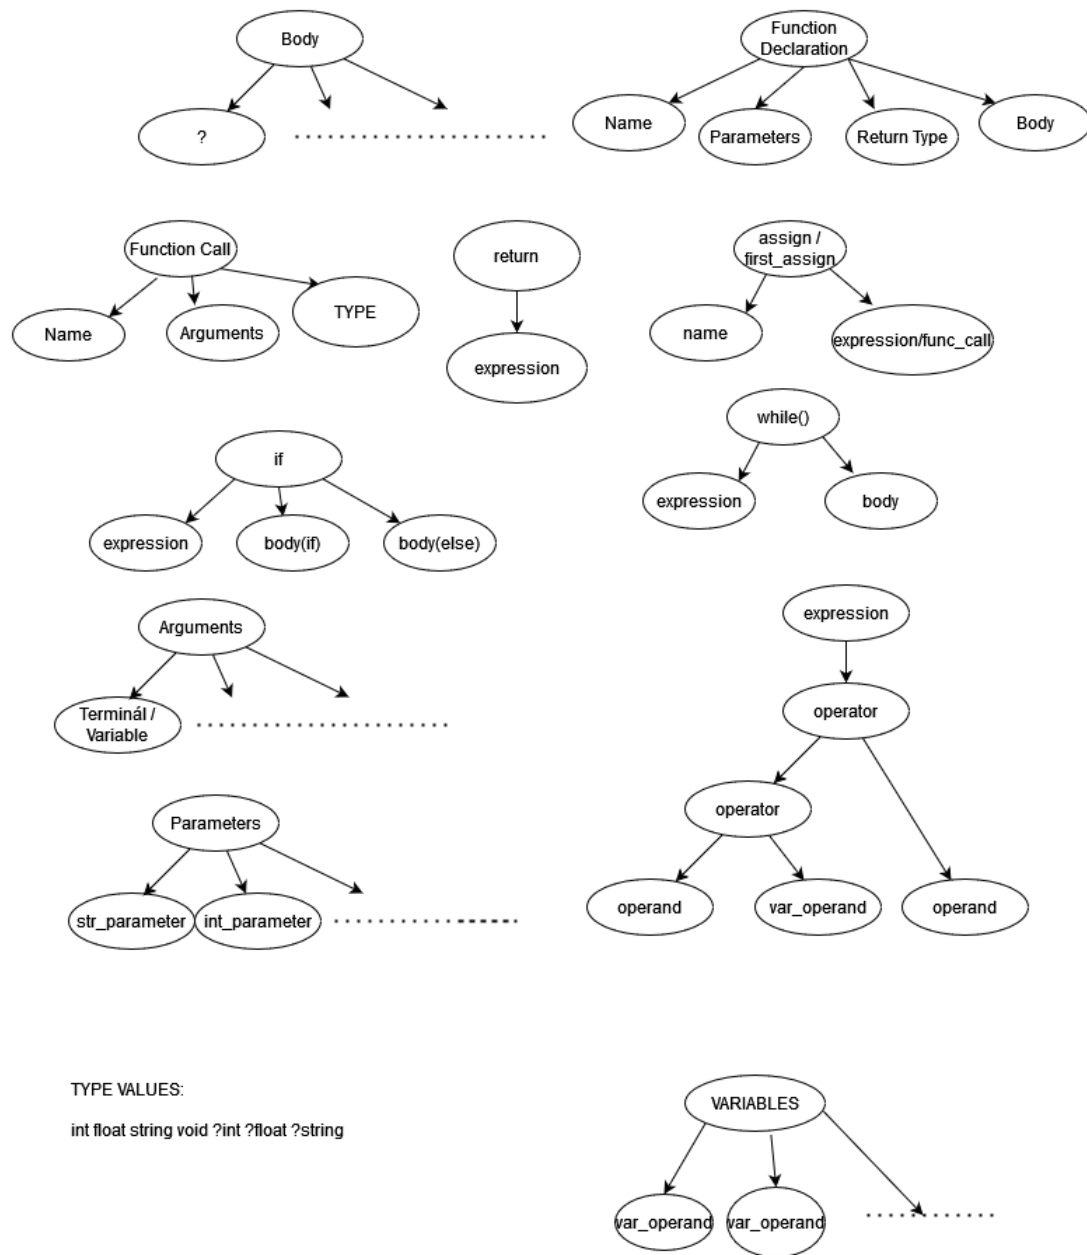 Body
Function
Declaration
?
Name
Parameters
Return Type
Body
Function Call
Name
Arguments
TYPE
return
expression
assign /
first_assign
name
expression/func_call
while()
expression
body
if
expression
body(if)
body(else)
Arguments
Terminál /
Variable
expression
operator
operator
operand
var_operand
operand
Parameters
str_parameter
int_parameter
TYPE VALUES:
int float string void ?int ?float ?string
VARIABLES
var_operand
var_operand